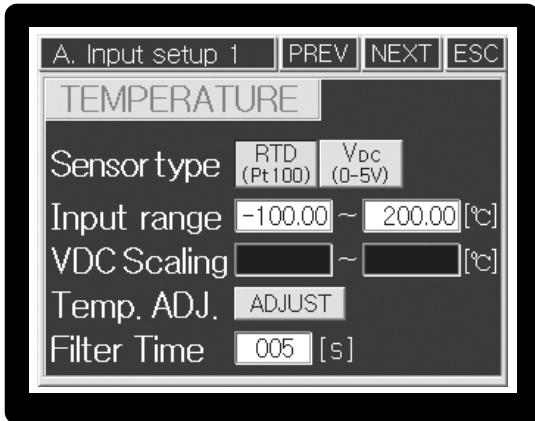 A. Input setup 1 PREV NEXT ESC
TEMPERATURE
Sensor type RTD (Pt100) VDC (0-5V)
Input range -100.00 ~ 200.00 [℃]
VDC Scaling ~ [℃]
Temp. ADJ. ADJUST
Filter Time 005 [s]